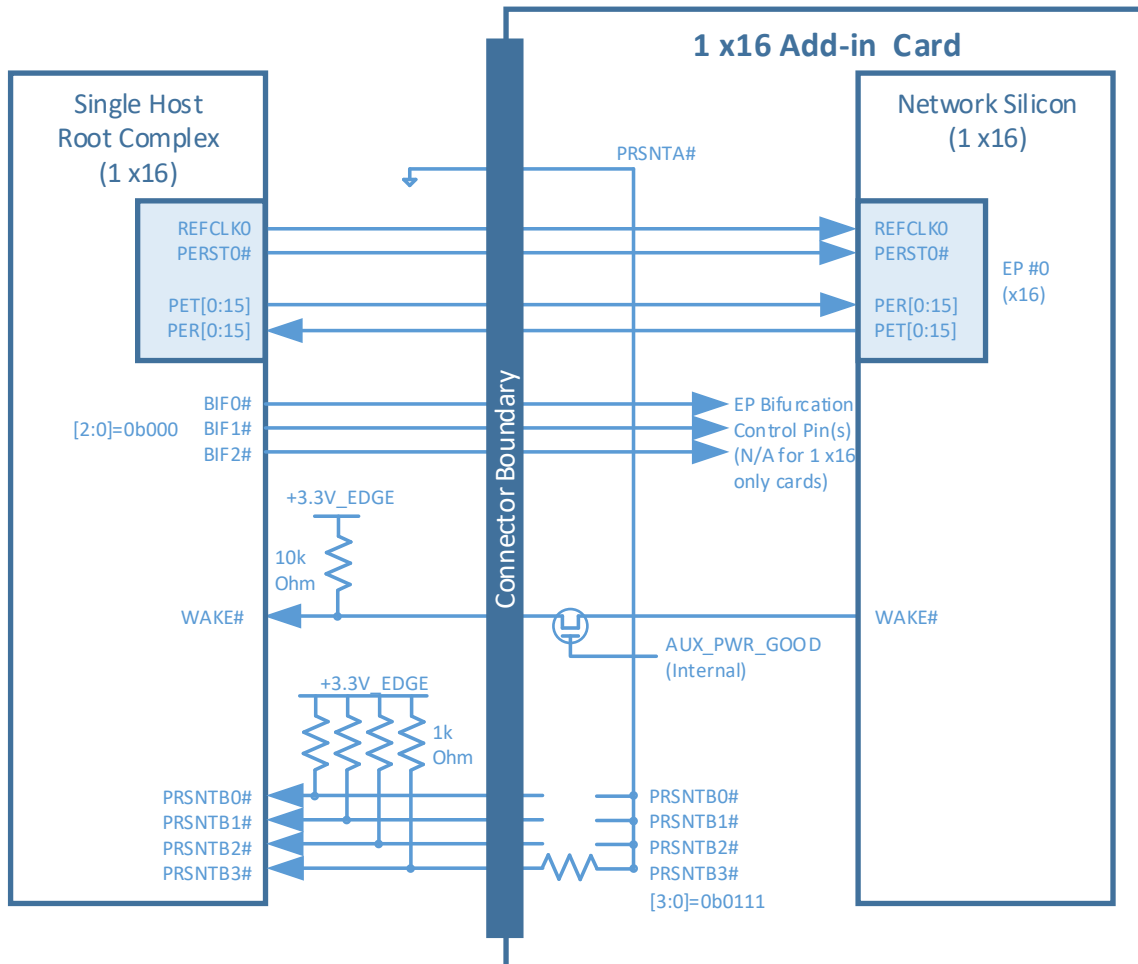 1 x16 Add-in Card
Single Host
Root Complex
(1 x16)
Network Silicon
(1 x16)
PRSNTA#
REFCLK0
PERST0#
PET[0:15]
PER[0:15]
REFCLK0
PERST0#
PER[0:15]
PET[0:15]
EP #0
(x16)
Connector Boundary
BIF0#
[2:0]=0b000 BIF1#
BIF2#
EP Bifurcation
Control Pin(s)
(N/A for 1 x16
only cards)
+3.3V_EDGE
10k
Ohm
WAKE#
WAKE#
AUX_PWR_GOOD
(Internal)
+3.3V_EDGE
1k
Ohm
PRSNTB0#
PRSNTB1#
PRSNTB2#
PRSNTB3#
PRSNTB0#
PRSNTB1#
PRSNTB2#
PRSNTB3#
[3:0]=0b0111